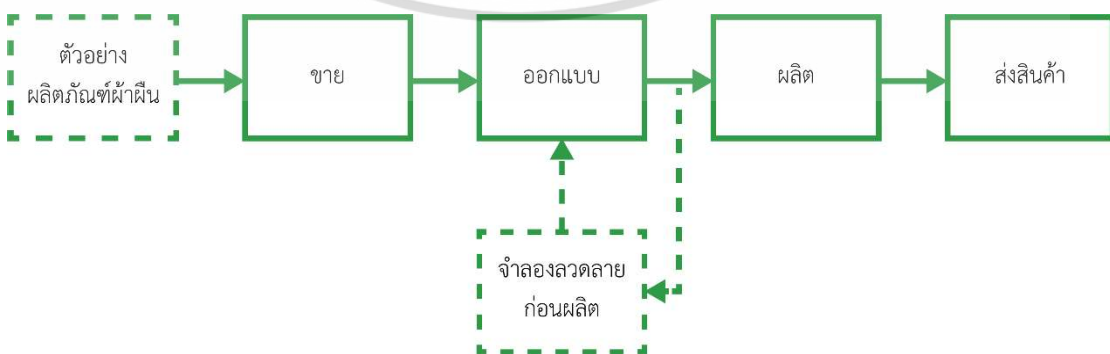 ตัวอย่าง
ผลิตภัณฑ์ผ้าผืน
ขาย
ออกแบบ
ผลิต
ส่งสินค้า
จำลองลวดลาย
ก่อนผลิต